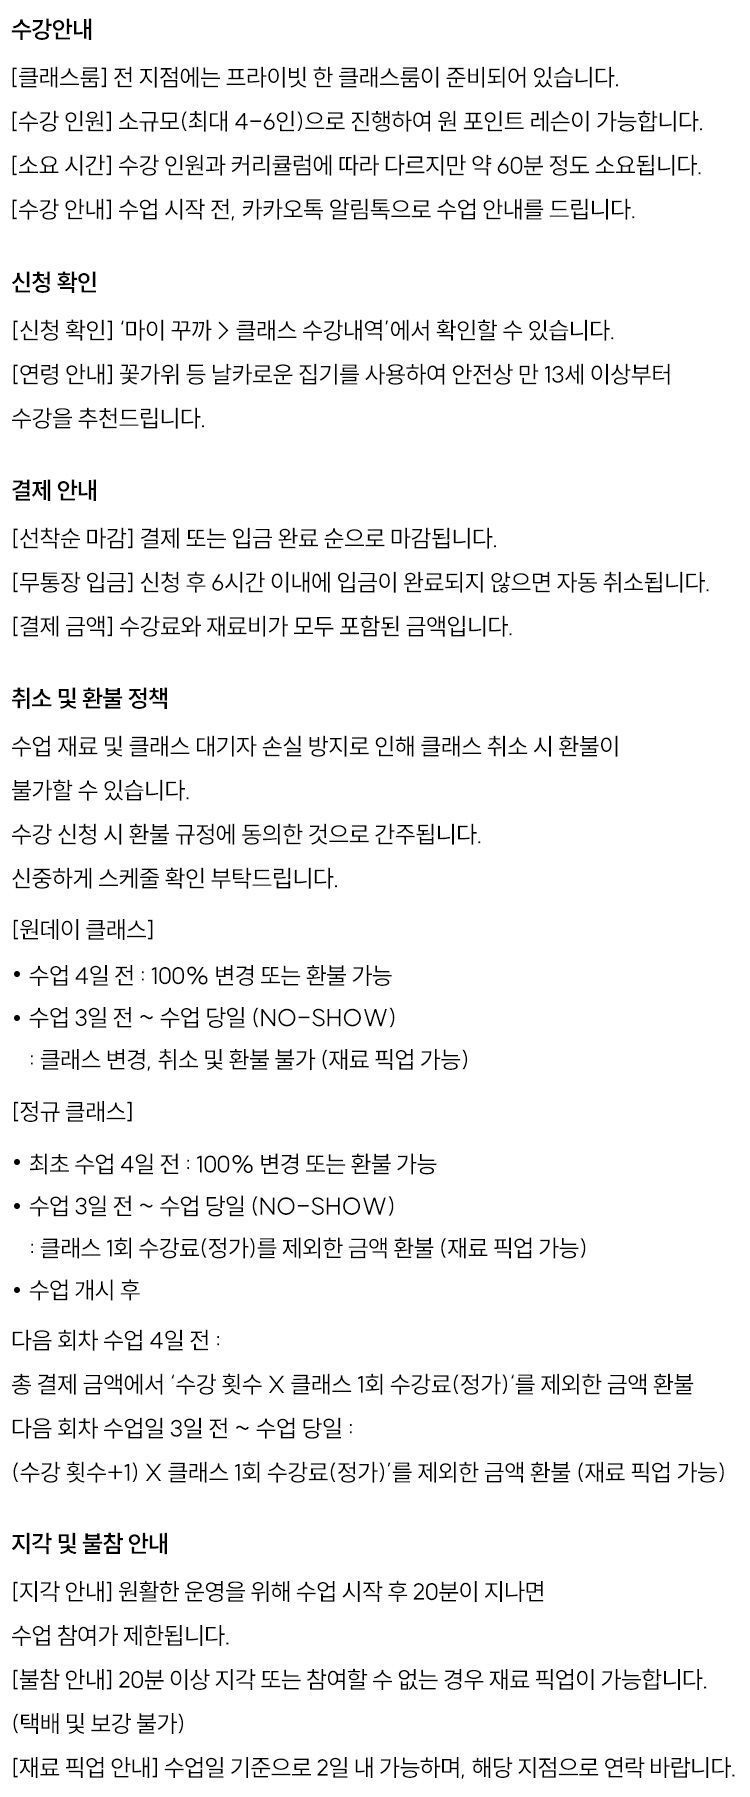 수강안내
[클래스룸] 전 지점에는 프라이빗 한 클래스룸이 준비되어 있습니다.
[수강 인원] 소규모(최대 4-6인)으로 진행하여 원 포인트 레슨이 가능합니다.
[소요 시간] 수강 인원과 커리큘럼에 따라 다르지만 약 60분 정도 소요됩니다.
[수강 안내] 수업 시작 전, 카카오톡 알림톡으로 수업 안내를 드립니다.
신청 확인
[신청 확인] '마이 꾸까 > 클래스 수강내역'에서 확인할 수 있습니다.
[연령 안내] 꽃가위 등 날카로운 집기를 사용하여 안전상 만 13세 이상부터
수강을 추천드립니다.
결제 안내
[선착순 마감] 결제 또는 입금 완료 순으로 마감됩니다.
[무통장 입금] 신청 후 6시간 이내에 입금이 완료되지 않으면 자동 취소됩니다.
[결제 금액] 수강료와 재료비가 모두 포함된 금액입니다.
취소 및 환불 정책
수업 재료 및 클래스 대기자 손실 방지로 인해 클래스 취소 시 환불이
불가할 수 있습니다.
수강 신청 시 환불 규정에 동의한 것으로 간주됩니다.
신중하게 스케줄 확인 부탁드립니다.
[원데이 클래스]
• 수업 4일 전 : 100% 변경 또는 환불 가능
• 수업 3일 전 ~ 수업 당일 (NO-SHOW)
: 클래스 변경, 취소 및 환불 불가 (재료 픽업 가능)
[정규 클래스]
• 최초 수업 4일 전 : 100% 변경 또는 환불 가능
• 수업 3일 전 ~ 수업 당일 (NO-SHOW)
: 클래스 1회 수강료(정가)를 제외한 금액 환불 (재료 픽업 가능)
• 수업 개시 후
다음 회차 수업 4일 전 :
총 결제 금액에서 '수강 횟수 X 클래스 1회 수강료(정가)'를 제외한 금액 환불
다음 회차 수업일 3일 전 ~ 수업 당일 :
(수강 횟수+1) X 클래스 1회 수강료(정가)'를 제외한 금액 환불 (재료 픽업 가능)
지각 및 불참 안내
[지각 안내] 원활한 운영을 위해 수업 시작 후 20분이 지나면
수업 참여가 제한됩니다.
[불참 안내] 20분 이상 지각 또는 참여할 수 없는 경우 재료 픽업이 가능합니다.
(택배 및 보강 불가)
[재료 픽업 안내] 수업일 기준으로 2일 내 가능하며, 해당 지점으로 연락 바랍니다.